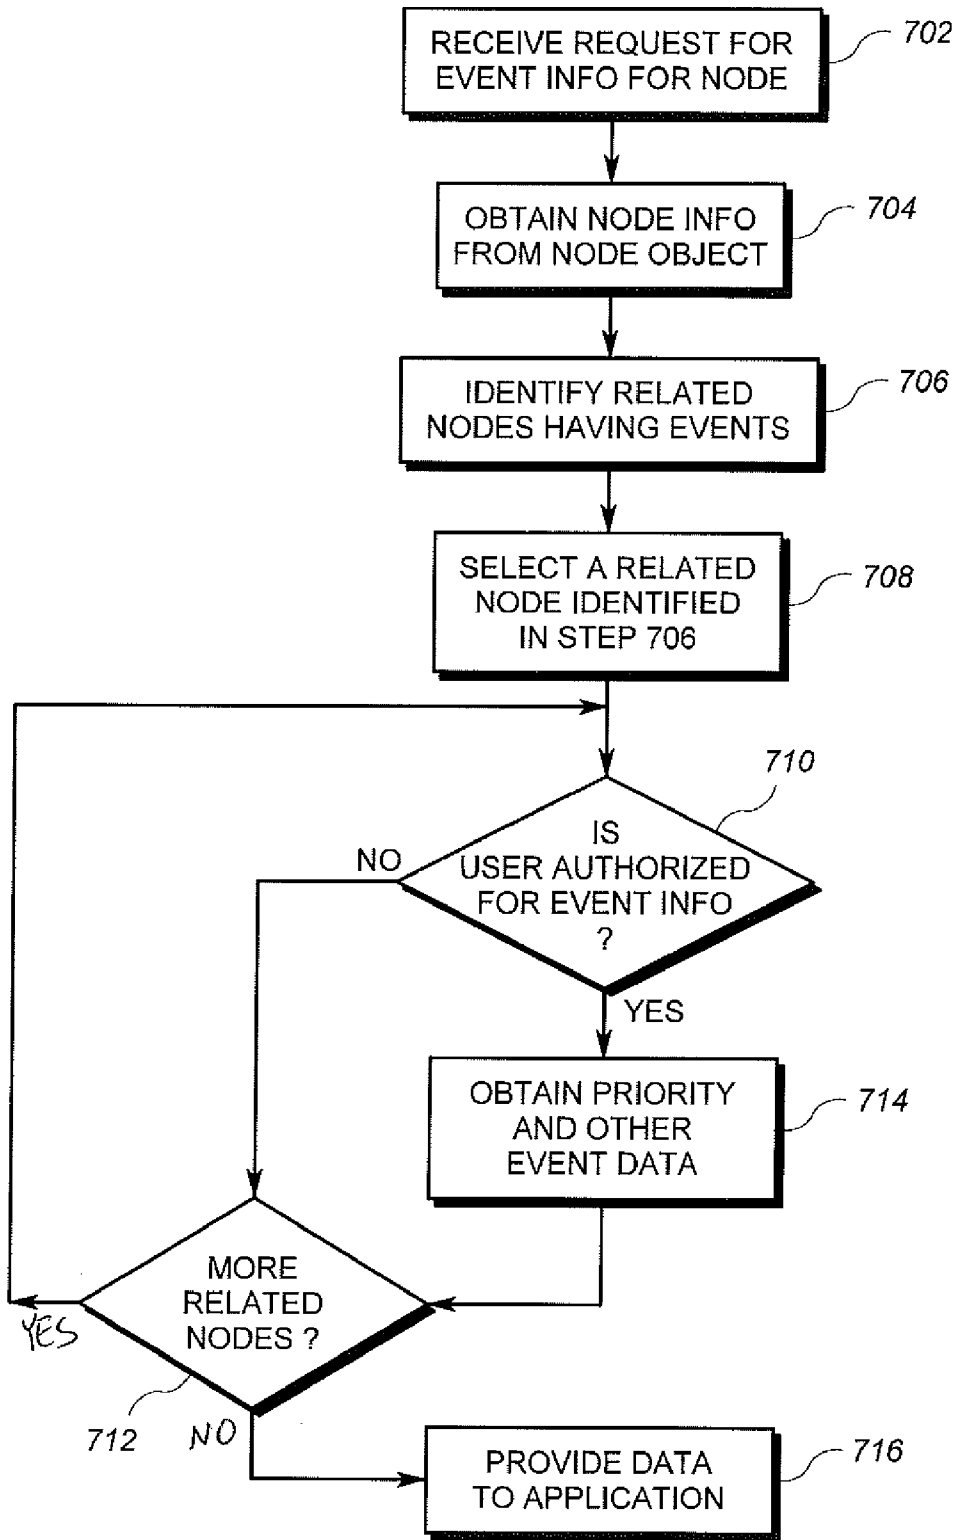 RECEIVE REQUEST FOR
EVENT INFO FOR NODE
702
OBTAIN NODE INFO
FROM NODE OBJECT
704
IDENTIFY RELATED
NODES HAVING EVENTS
706
SELECT A RELATED
NODE IDENTIFIED
IN STEP 706
708
710
IS
USER AUTHORIZED
FOR EVENT INFO
?
NO
YES
OBTAIN PRIORITY
AND OTHER
EVENT DATA
714
MORE
RELATED
NODES ?
YES
712
NO
PROVIDE DATA
TO APPLICATION
716